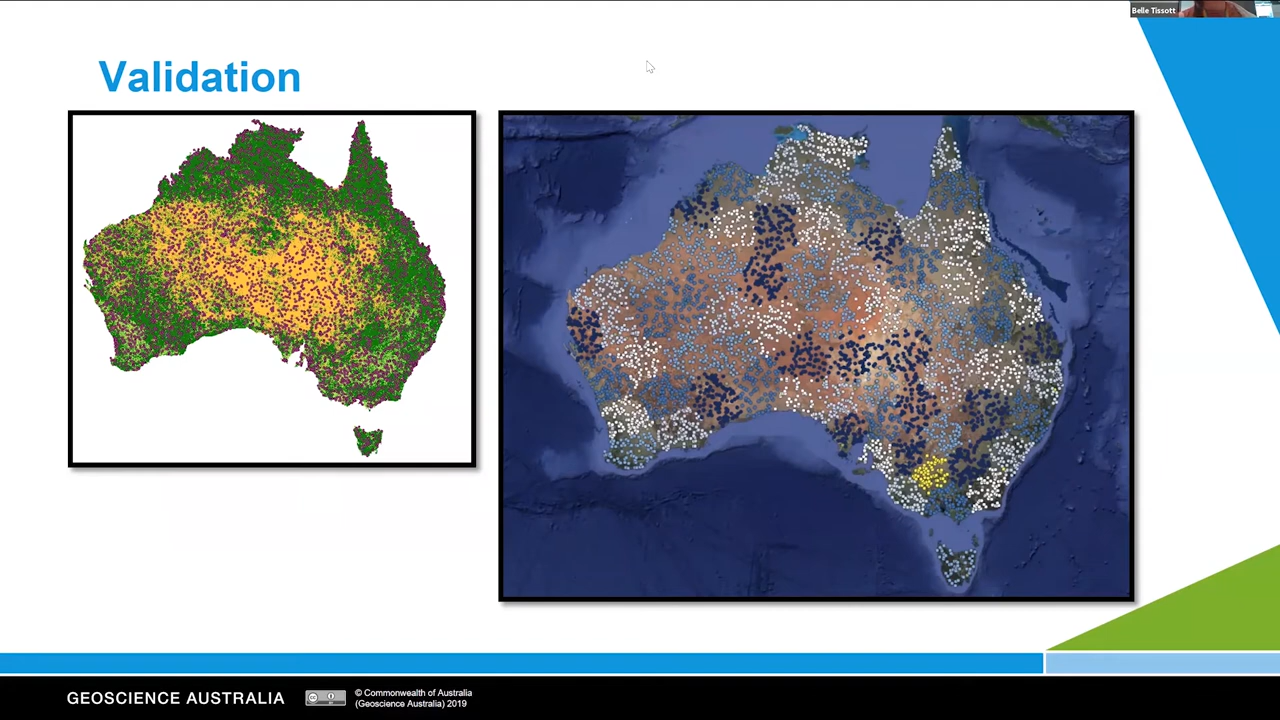 Belle Tissott
Validation
GEOSCIENCE AUSTRALIA
© Commonwealth of Australia
(Geoscience Australia) 2019